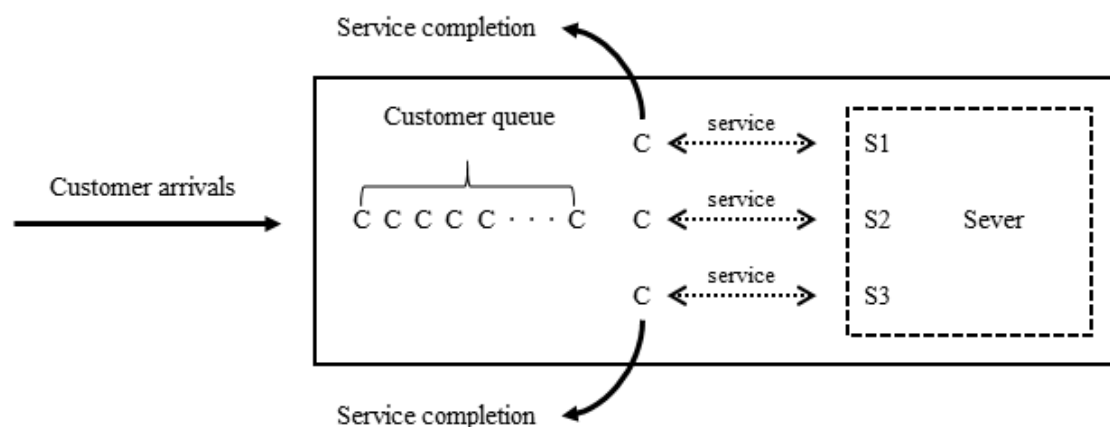 Service completion
Customer queue
service
C
S1
Customer arrivals
C C C C C · · · C
C
service
S2
Sever
C
service
S3
Service completion